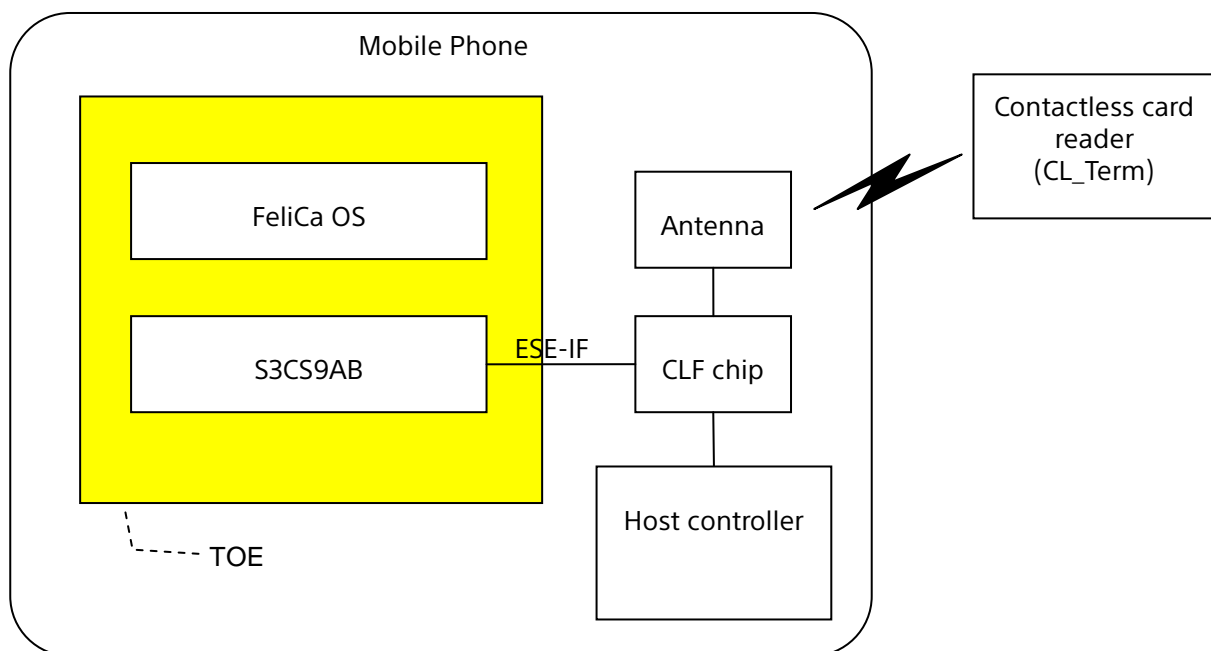 Mobile Phone
Contactless card
reader
(CL_Term)
FeliCa OS
Antenna
ESE-IF
S3CS9AB
CLF chip
Host controller
TOE